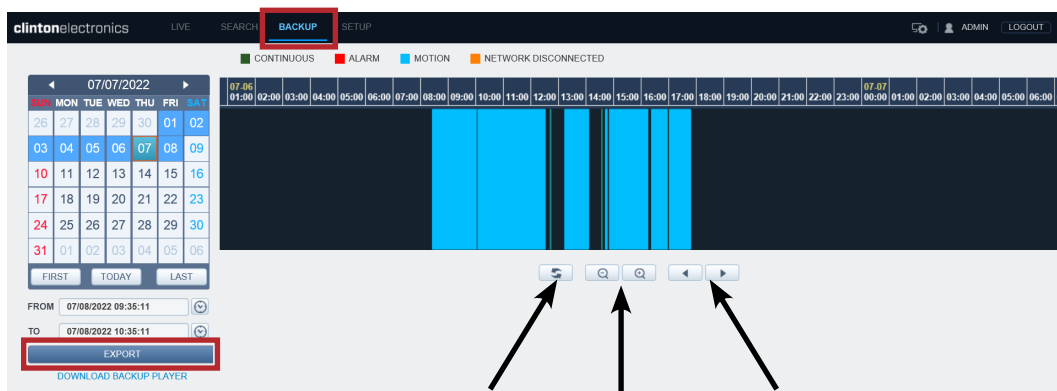 clintonelectronics LIVE SEARCH BACKUP SETUP ADMIN LOGOUT
CONTINUOUS ALARM MOTION NETWORK DISCONNECTED
07/07/2022
SUN MON TUE WED THU FRI SAT
26 27 28 29 30 01 02
03 04 05 06 07 08 09
10 11 12 13 14 15 16
17 18 19 20 21 22 23
24 25 26 27 28 29 30
31 01 02 03 04 05 06
FIRST TODAY LAST
FROM 07/08/2022 09:35:11
TO 07/08/2022 10:35:11
EXPORT
DOWNLOAD BACKUP PLAYER
07-06 07-07
01:00 02:00 03:00 04:00 05:00 06:00 07:00 08:00 09:00 10:00 11:00 12:00 13:00 14:00 15:00 16:00 17:00 18:00 19:00 20:00 21:00 22:00 23:00 00:00 01:00 02:00 03:00 04:00 05:00 06:00